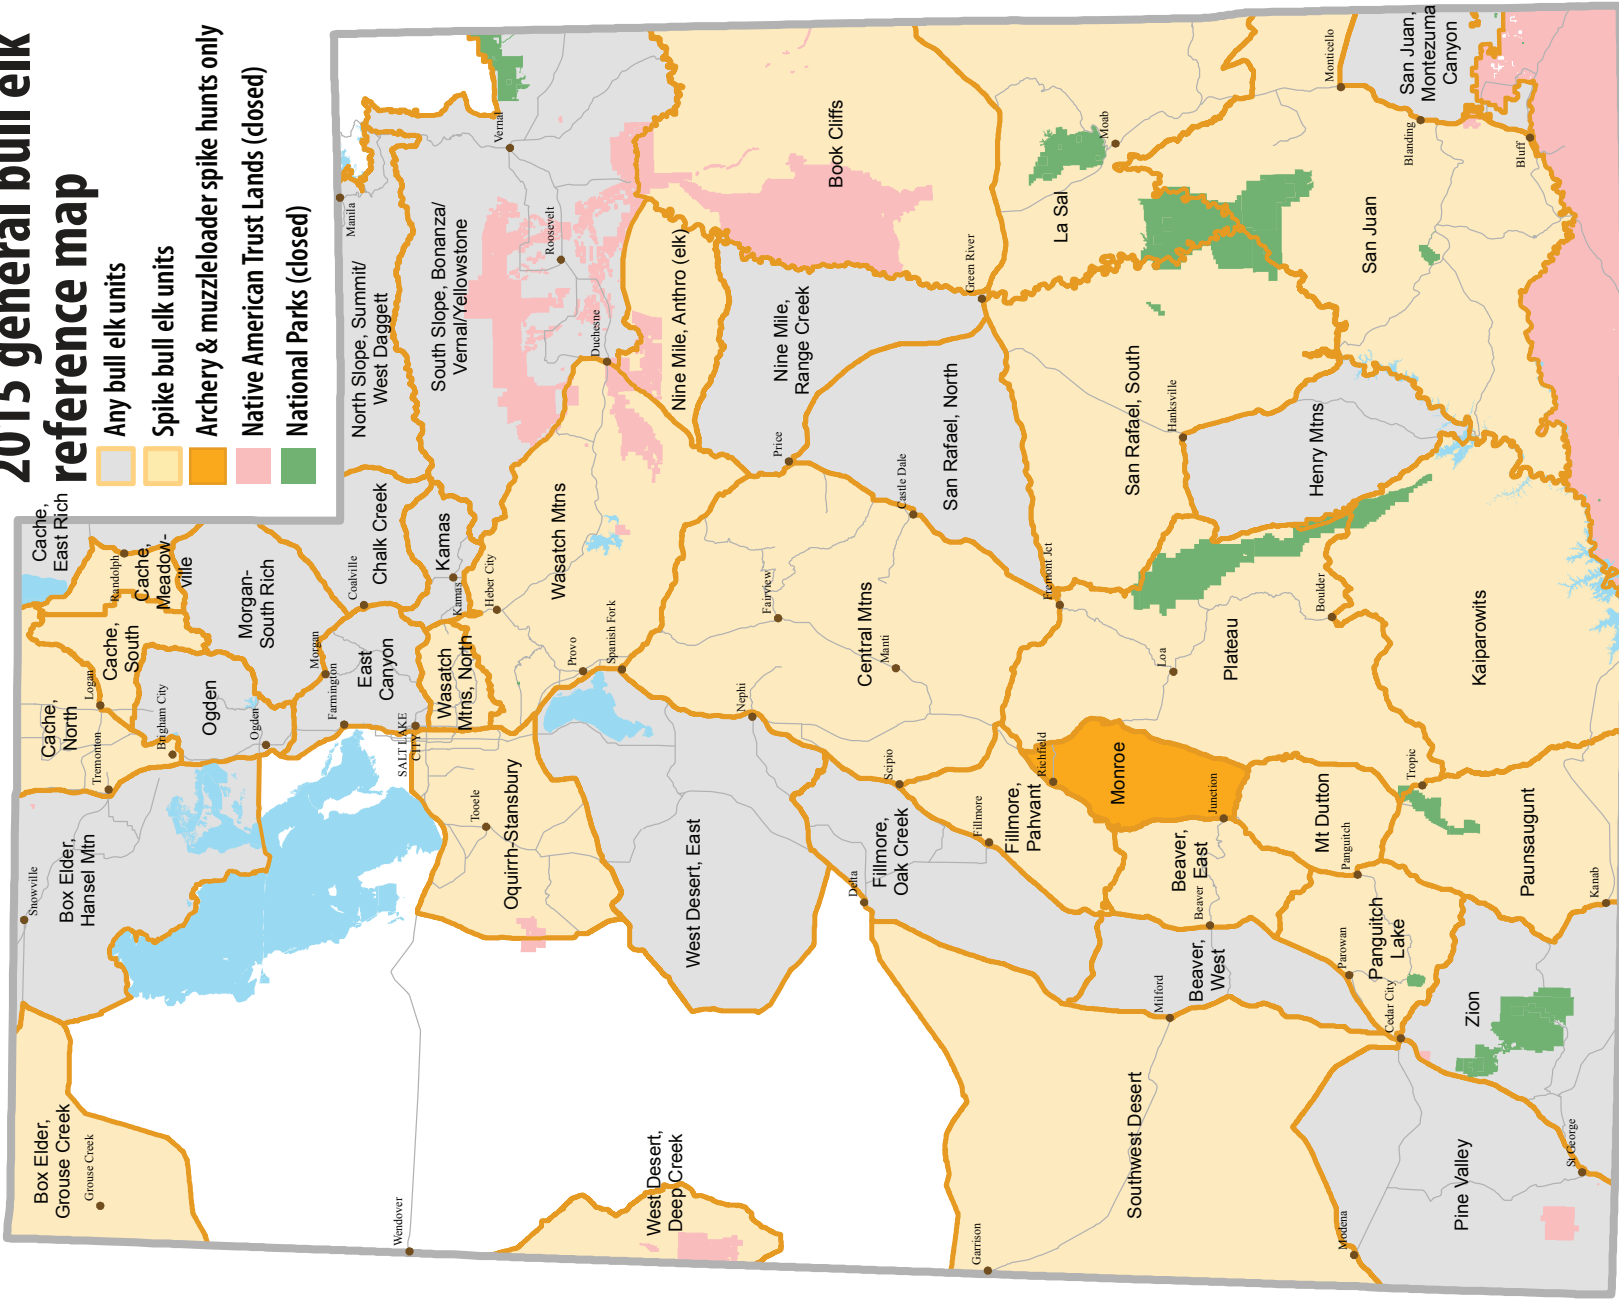 2015 general bull elk
reference map
Any bull elk units
Spike bull elk units
Archery & muzzleloader spike hunts only
Native American Trust Lands (closed)
National Parks (closed)
Cache,
East Rich
Randolph
Cache,
Meadow-
ville
Cache,
South
Logan
Cache,
North
Tremonton
Brigham City
Ogden
Ogden
Morgan-
South Rich
Morgan
Farmington
East
Canyon
Coalville
Chalk Creek
Kamas
Kamas
Snowville
Box Elder,
Hansel Mtn
Box Elder,
Grouse Creek
Grouse Creek
Wendover
SALT LAKE
CITY
Wasatch
Mtns, North
Heber City
Wasatch Mtns
Provo
Spanish Fork
Tooele
Oquirrh-Stansbury
North Slope, Summit/
West Daggett
Manila
South Slope, Bonanza/
Vernal/Yellowstone
Vernal
Roosevelt
Duchesne
Nine Mile, Anthro (elk)
Nine Mile,
Range Creek
Price
Book Cliffs
Green River
West Desert,
Deep Creek
West Desert, East
Nephi
Fairview
Central Mtns
Manti
Castle Dale
San Rafael, North
Delta
Scipio
Fillmore,
Oak Creek
Fillmore
Fillmore,
Pahvant
Richfield
Monroe
Junction
Fremont Jct
San Rafael, South
Hanksville
La Sal
Moab
Garrison
Southwest Desert
Milford
Beaver,
West
Beaver
Beaver,
East
Loa
Plateau
Boulder
Henry Mtns
San Juan
Monticello
San Juan,
Montezuma
Canyon
Blanding
Bluff
Modena
Pine Valley
St George
Cedar City
Zion
Parowan
Panguitch
Lake
Panguitch
Mt Dutton
Tropic
Paunsaugunt
Kanab
Kaiparowits